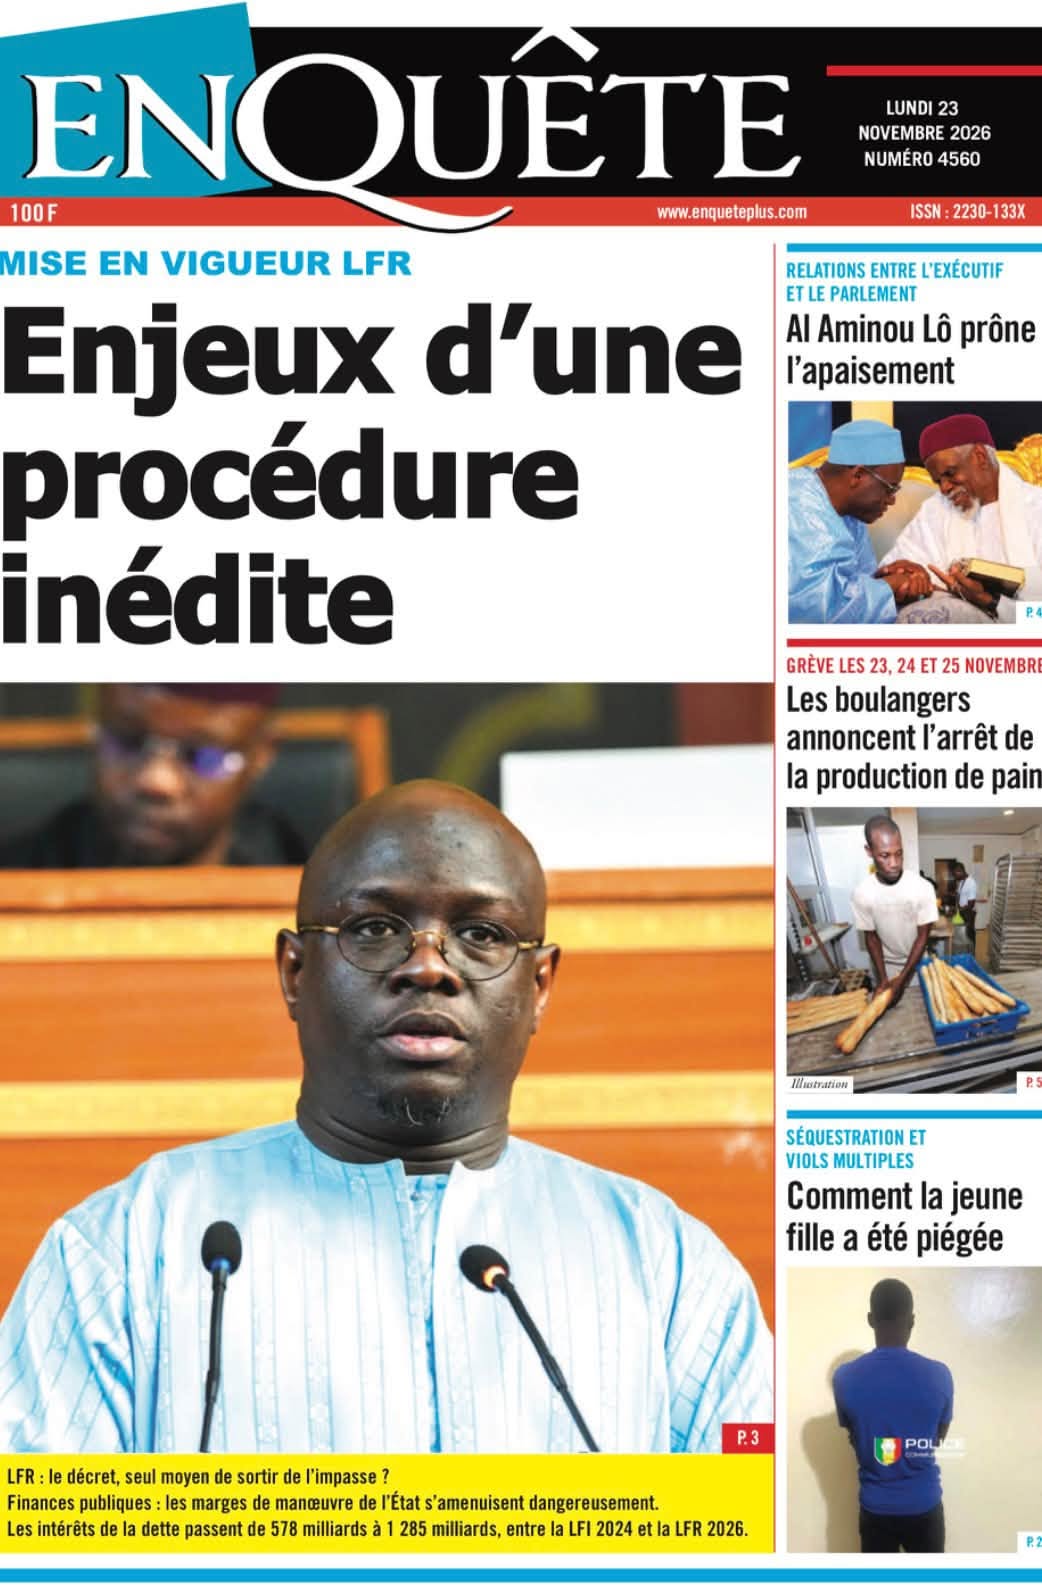 ENQUÊTE
LUNDI 23
NOVEMBRE 2026
NUMÉRO 4560
100 F
www.enqueteplus.com
ISSN : 2230-133X
MISE EN VIGUEUR LFR
Enjeux d'une
procédure
inédite
P. 3
LFR : le décret, seul moyen de sortir de l'impasse ?
Finances publiques : les marges de manœuvre de l'État s'amenuisent dangereusement.
Les intérêts de la dette passent de 578 milliards à 1 285 milliards, entre la LFI 2024 et la LFR 2026.
RELATIONS ENTRE L'EXÉCUTIF
ET LE PARLEMENT
Al Aminou Lô prône
l'apaisement
P. 4
GRÈVE LES 23, 24 ET 25 NOVEMBRE
Les boulangers
annoncent l'arrêt de
la production de pain
Illustration
P. 5
SÉQUESTRATION ET
VIOLS MULTIPLES
Comment la jeune
fille a été piégée
POLICE
P. 2